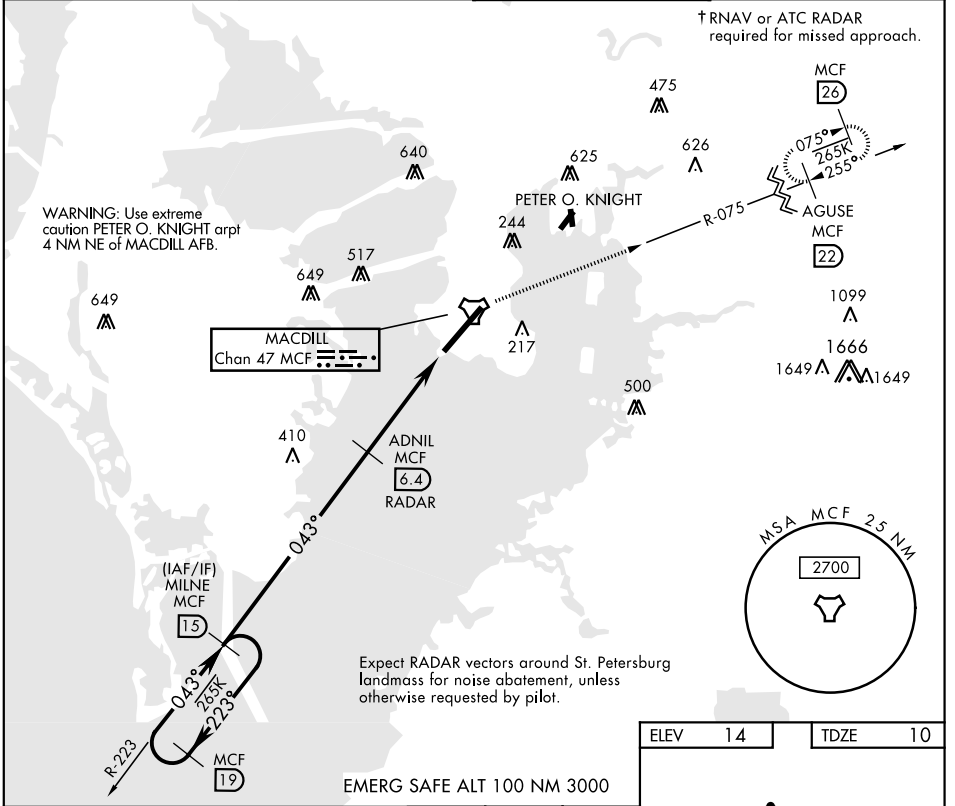 † RNAV or ATC RADAR
required for missed approach.
MCF
26
475
075°
265K
255°
626
640
625
PETER O. KNIGHT
R-075
AGUSE
MCF
22
WARNING: Use extreme
caution PETER O. KNIGHT arpt
4 NM NE of MACDILL AFB.
244
517
649
649
1099
MACDILL
Chan 47 MCF
217
1666
1649
1649
500
410
ADNIL
MCF
6.4
RADAR
043°
MSA MCF 25 NM
2700
(IAF/IF)
MILNE
MCF
15
043°
265K
223°
Expect RADAR vectors around St. Petersburg
landmass for noise abatement, unless
otherwise requested by pilot.
R-223
MCF
19
ELEV 14
TDZE 10
EMERG SAFE ALT 100 NM 3000